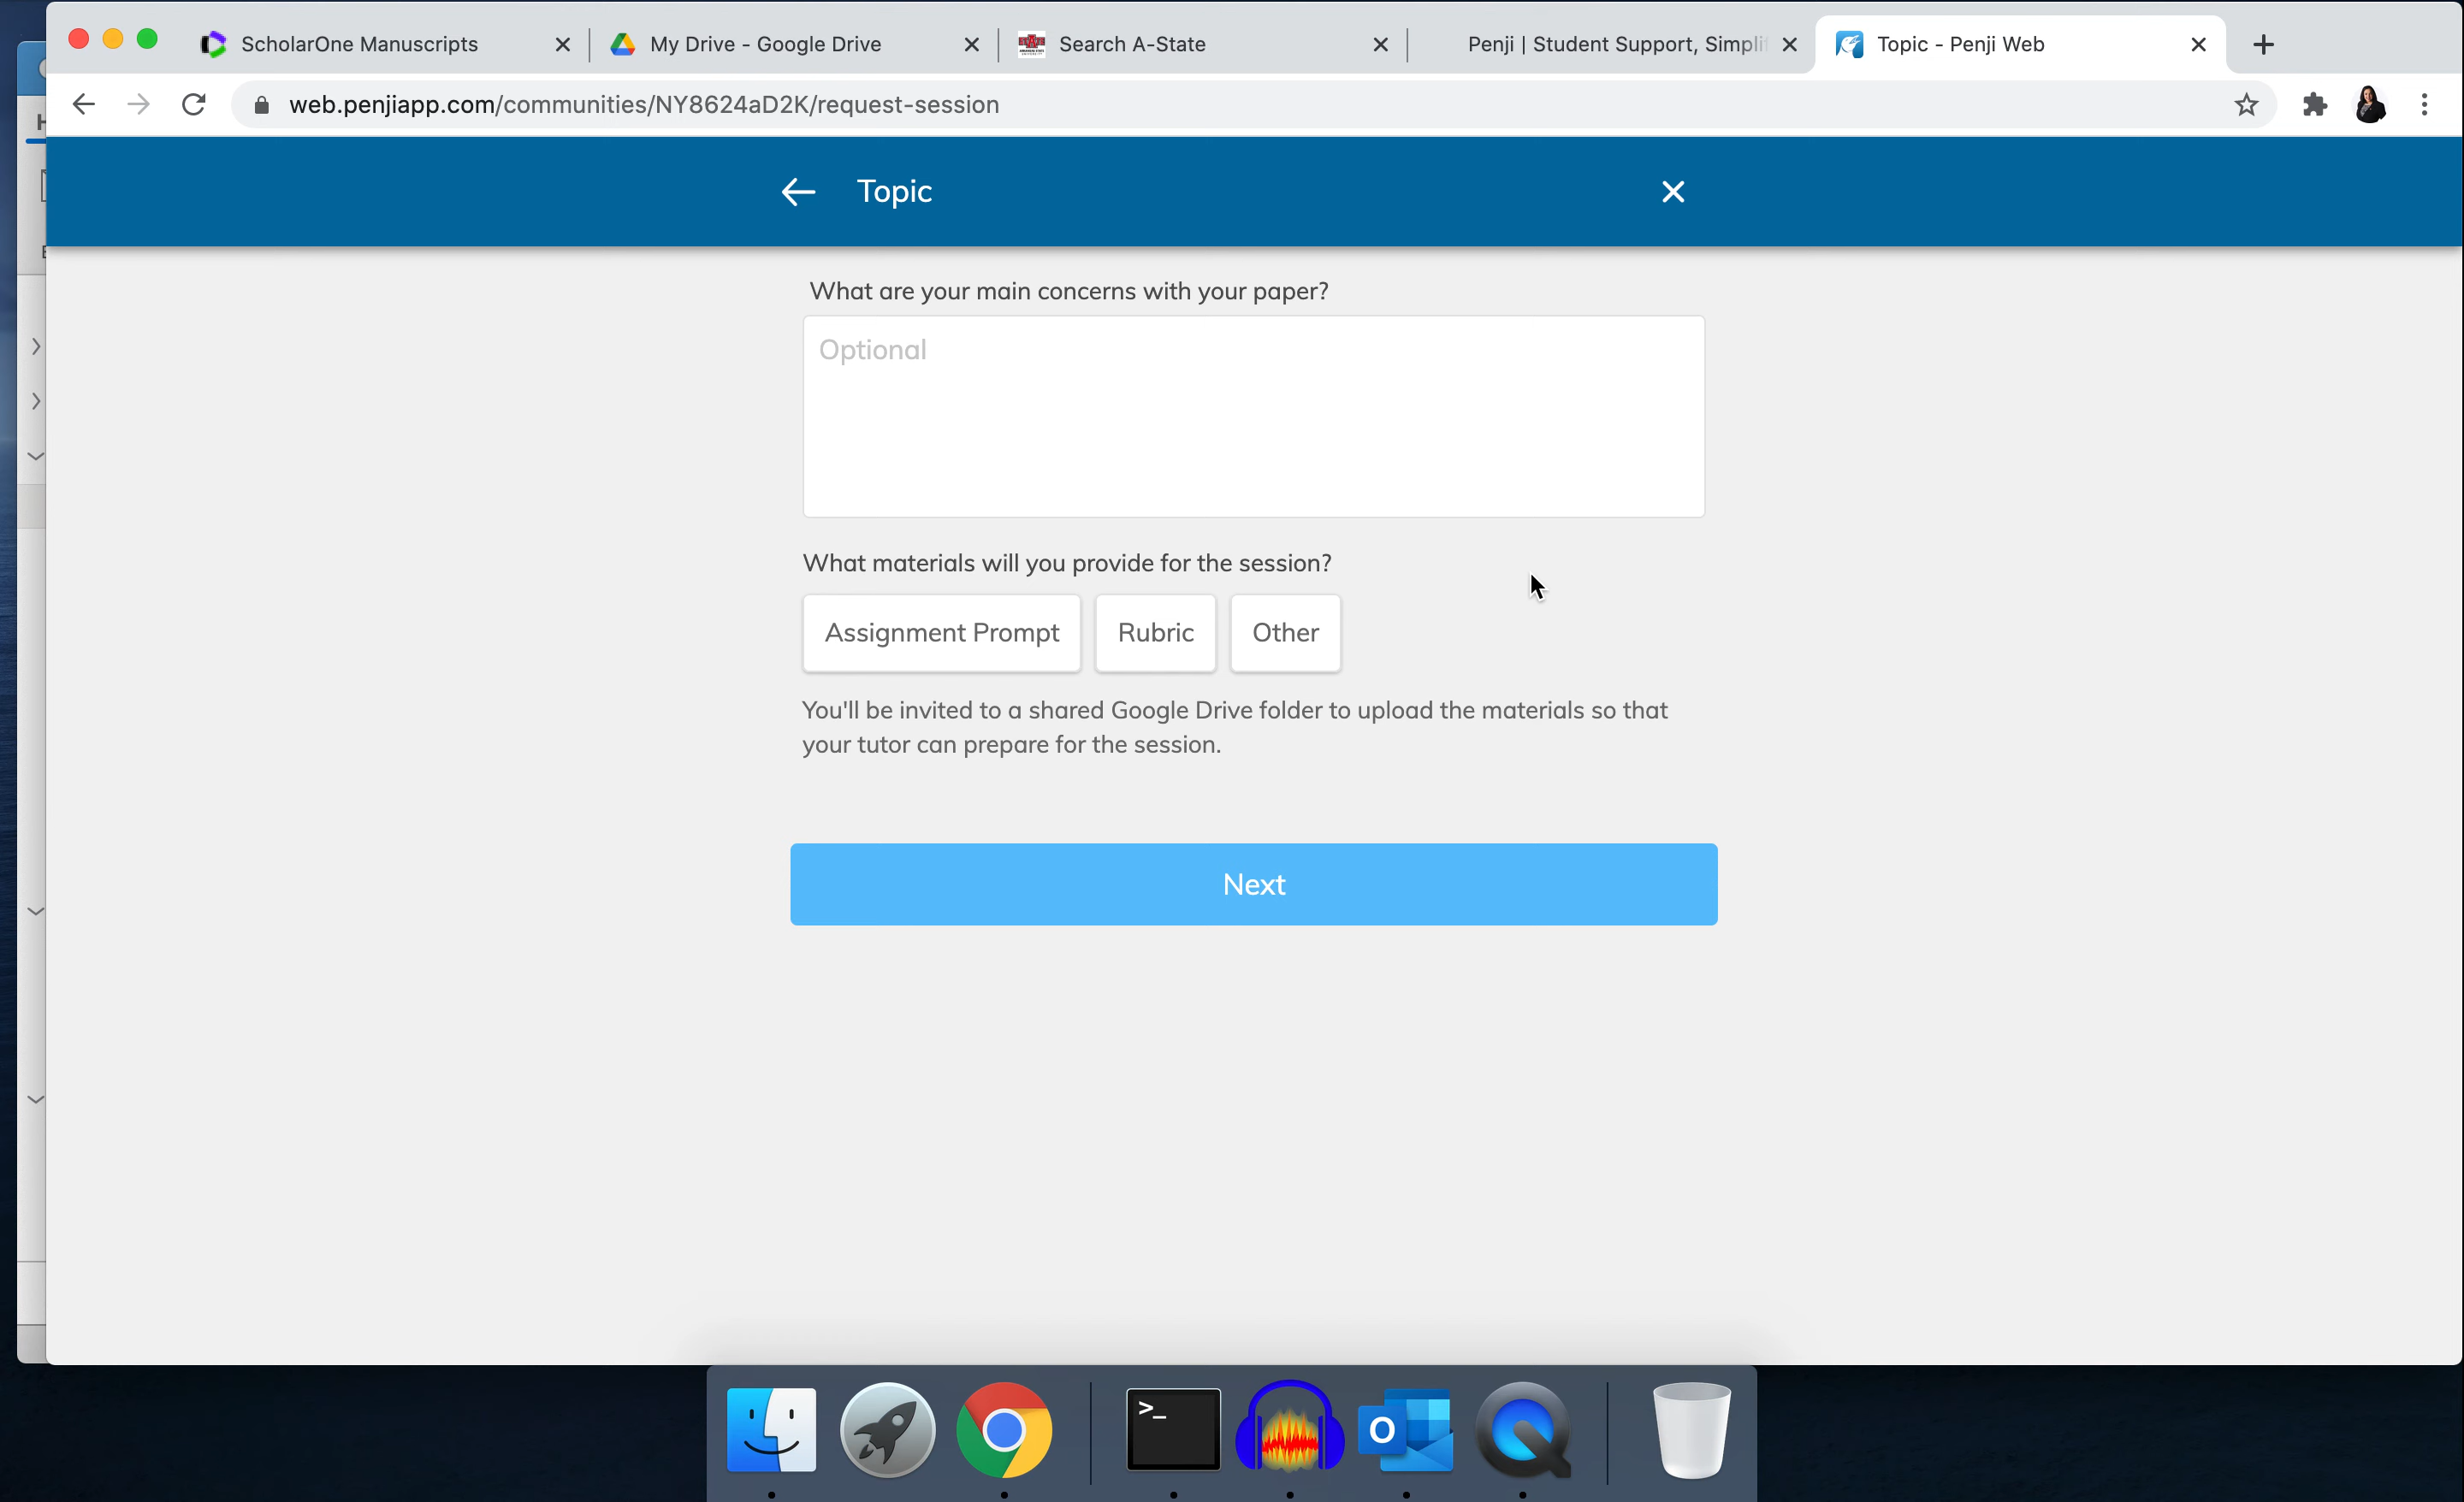 ScholarOne Manuscripts
My Drive - Google Drive
Search A-State
Penji | Student Support, Simpli
Topic - Penji Web
web.penjiapp.com/communities/NY8624aD2K/request-session
Topic
What are your main concerns with your paper?
Optional
What materials will you provide for the session?
Assignment Prompt
Rubric
Other
You'll be invited to a shared Google Drive folder to upload the materials so that
your tutor can prepare for the session.
Next
>_
O